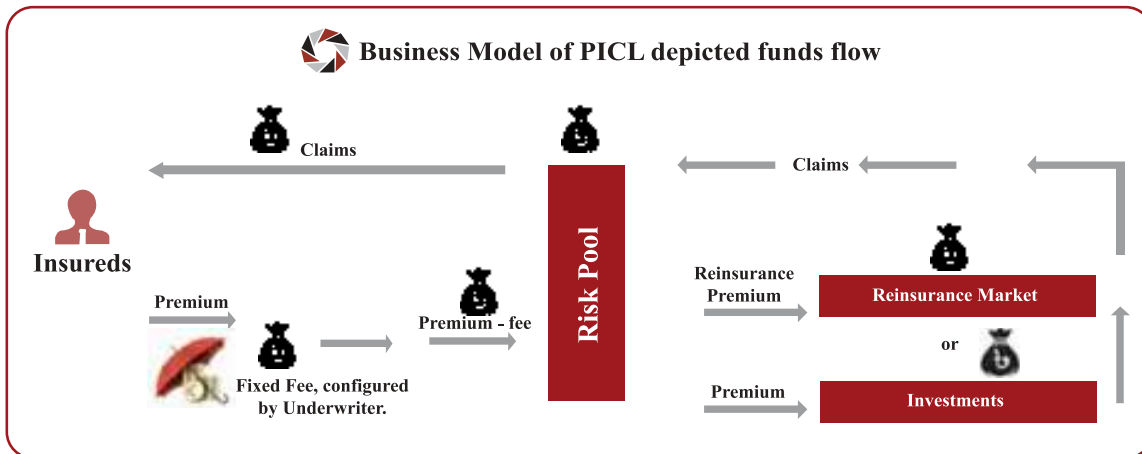 Business Model of PICL depicted funds flow
Claims
Claims
Insureds
Risk Pool
Reinsurance
Premium
Reinsurance Market
Premium
Premium - fee
or
Fixed Fee, configured
by Underwriter.
Premium
Investments